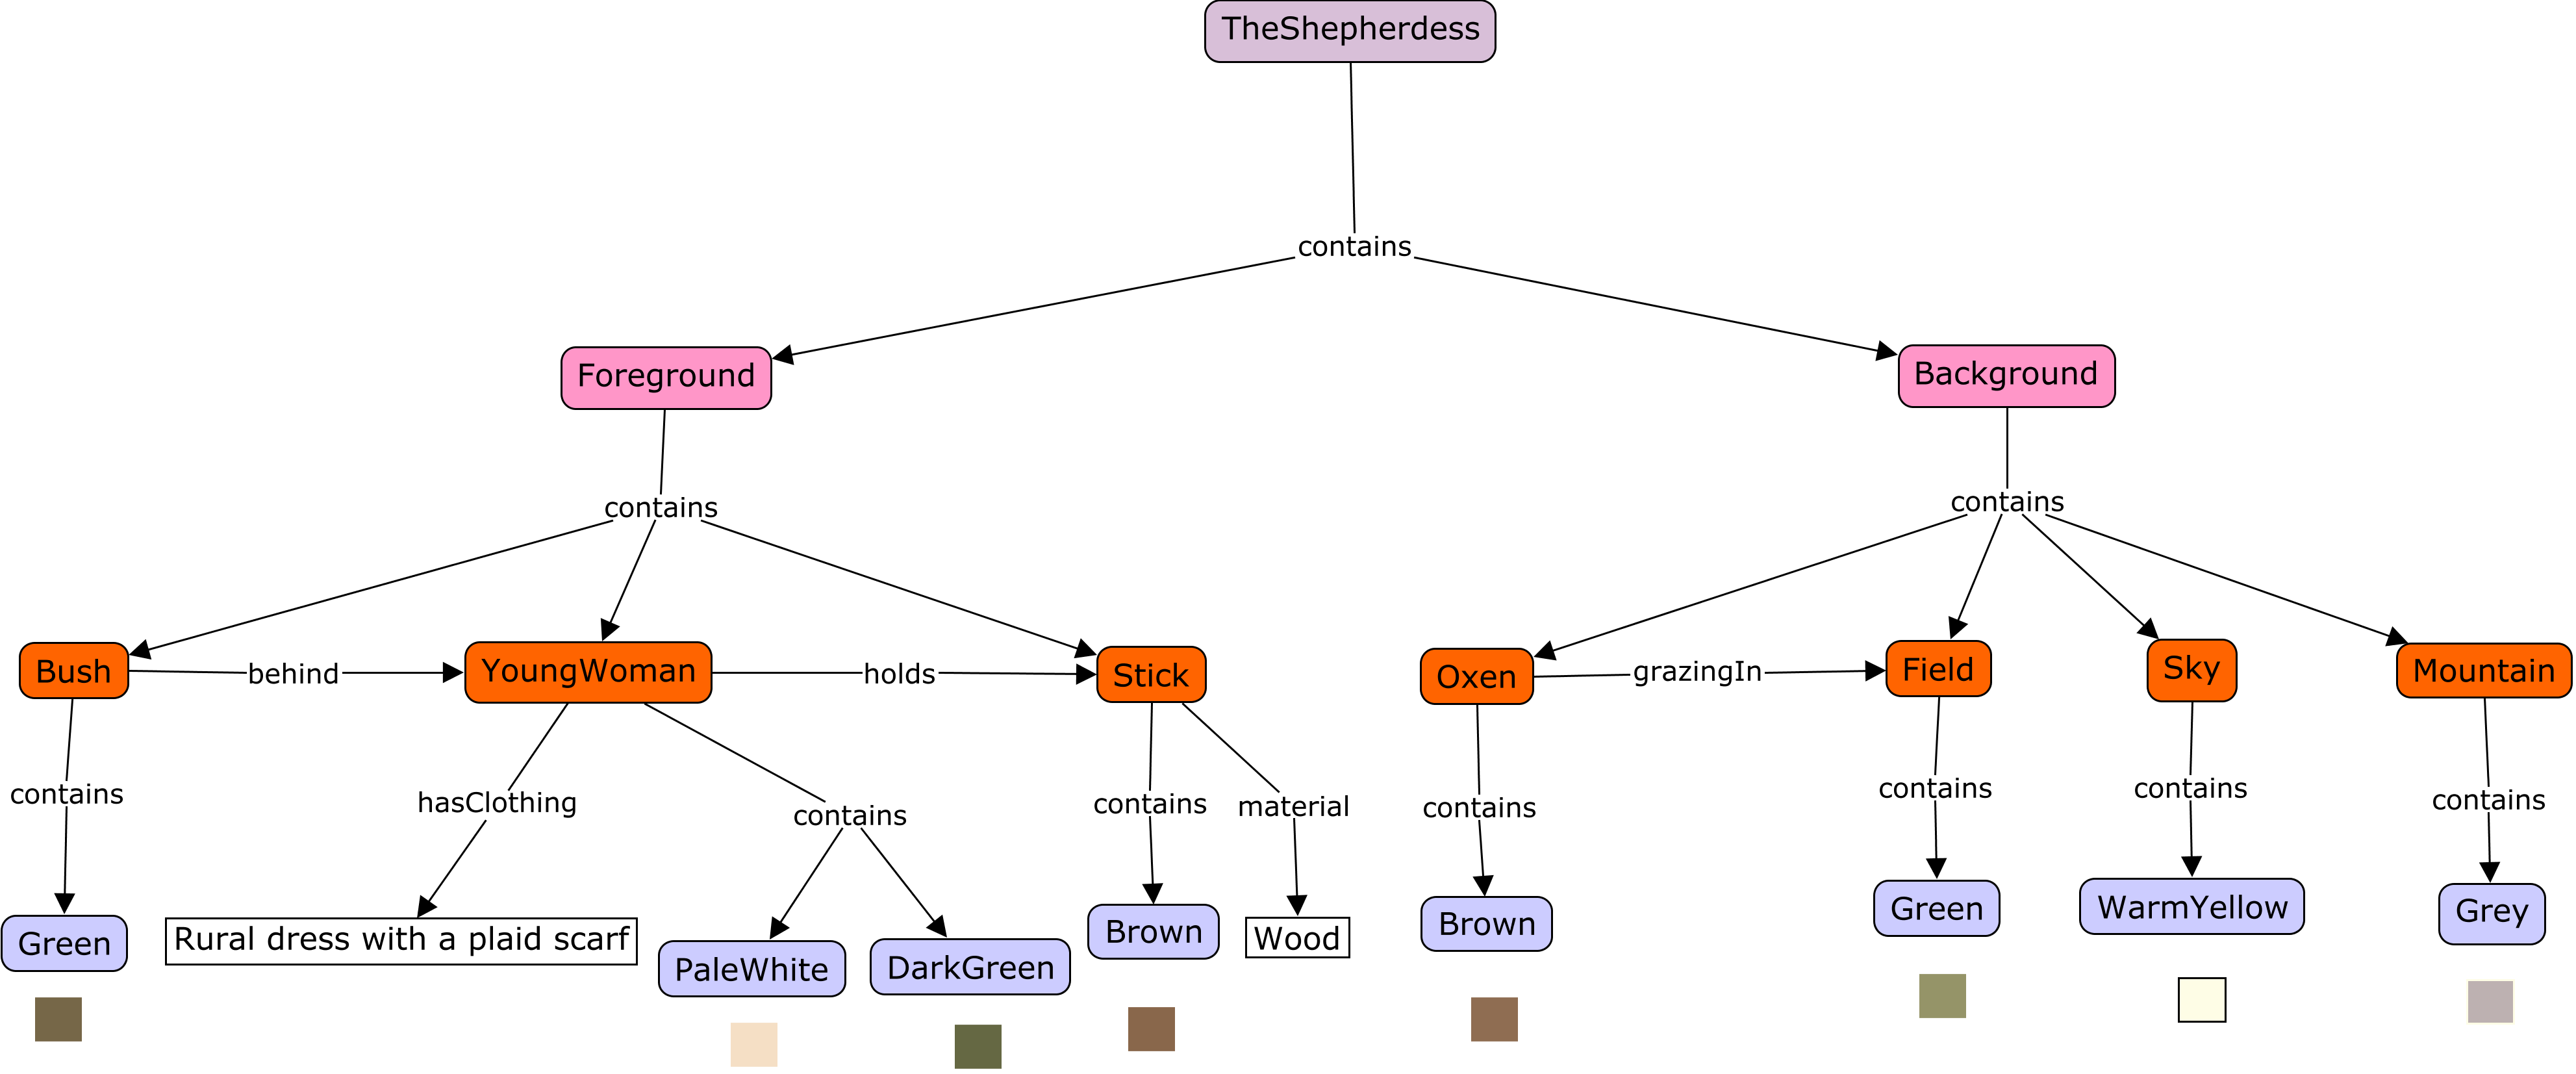 TheShepherdess
contains
Foreground
Background
contains
contains
Bush
behind
YoungWoman
holds
Stick
Oxen
grazingIn
Field
Sky
Mountain
contains
hasClothing
contains
contains
material
contains
contains
contains
contains
Green
Rural dress with a plaid scarf
PaleWhite
DarkGreen
Brown
Wood
Brown
Green
WarmYellow
Grey